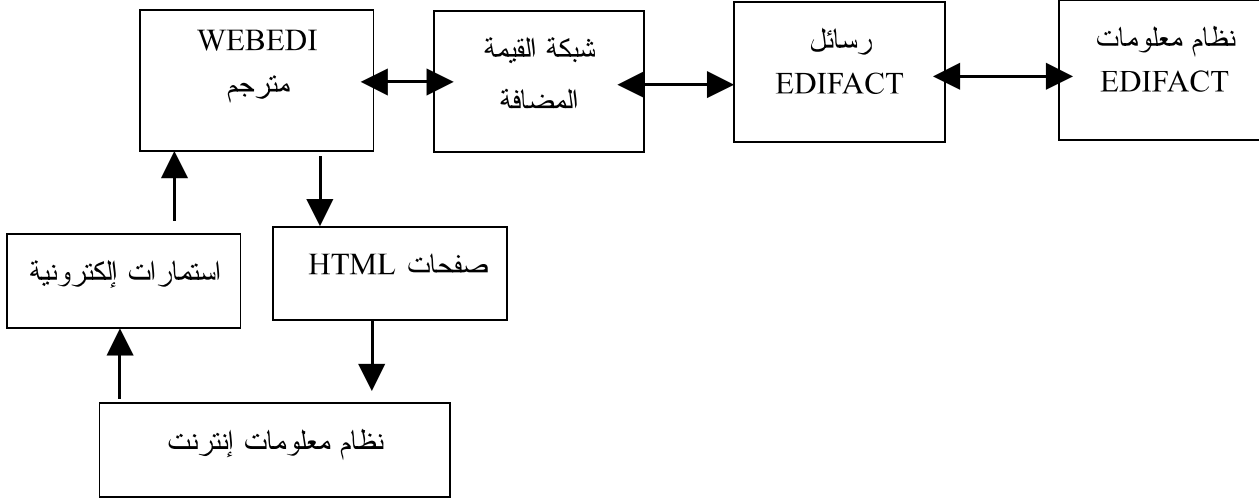 نظام معلومات
EDIFACT
رسائل
EDIFACT
شبكة القيمة
المضافة
WEBEDI
مترجم
صفحات HTML
استمارات إلكترونية
نظام معلومات إنترنت